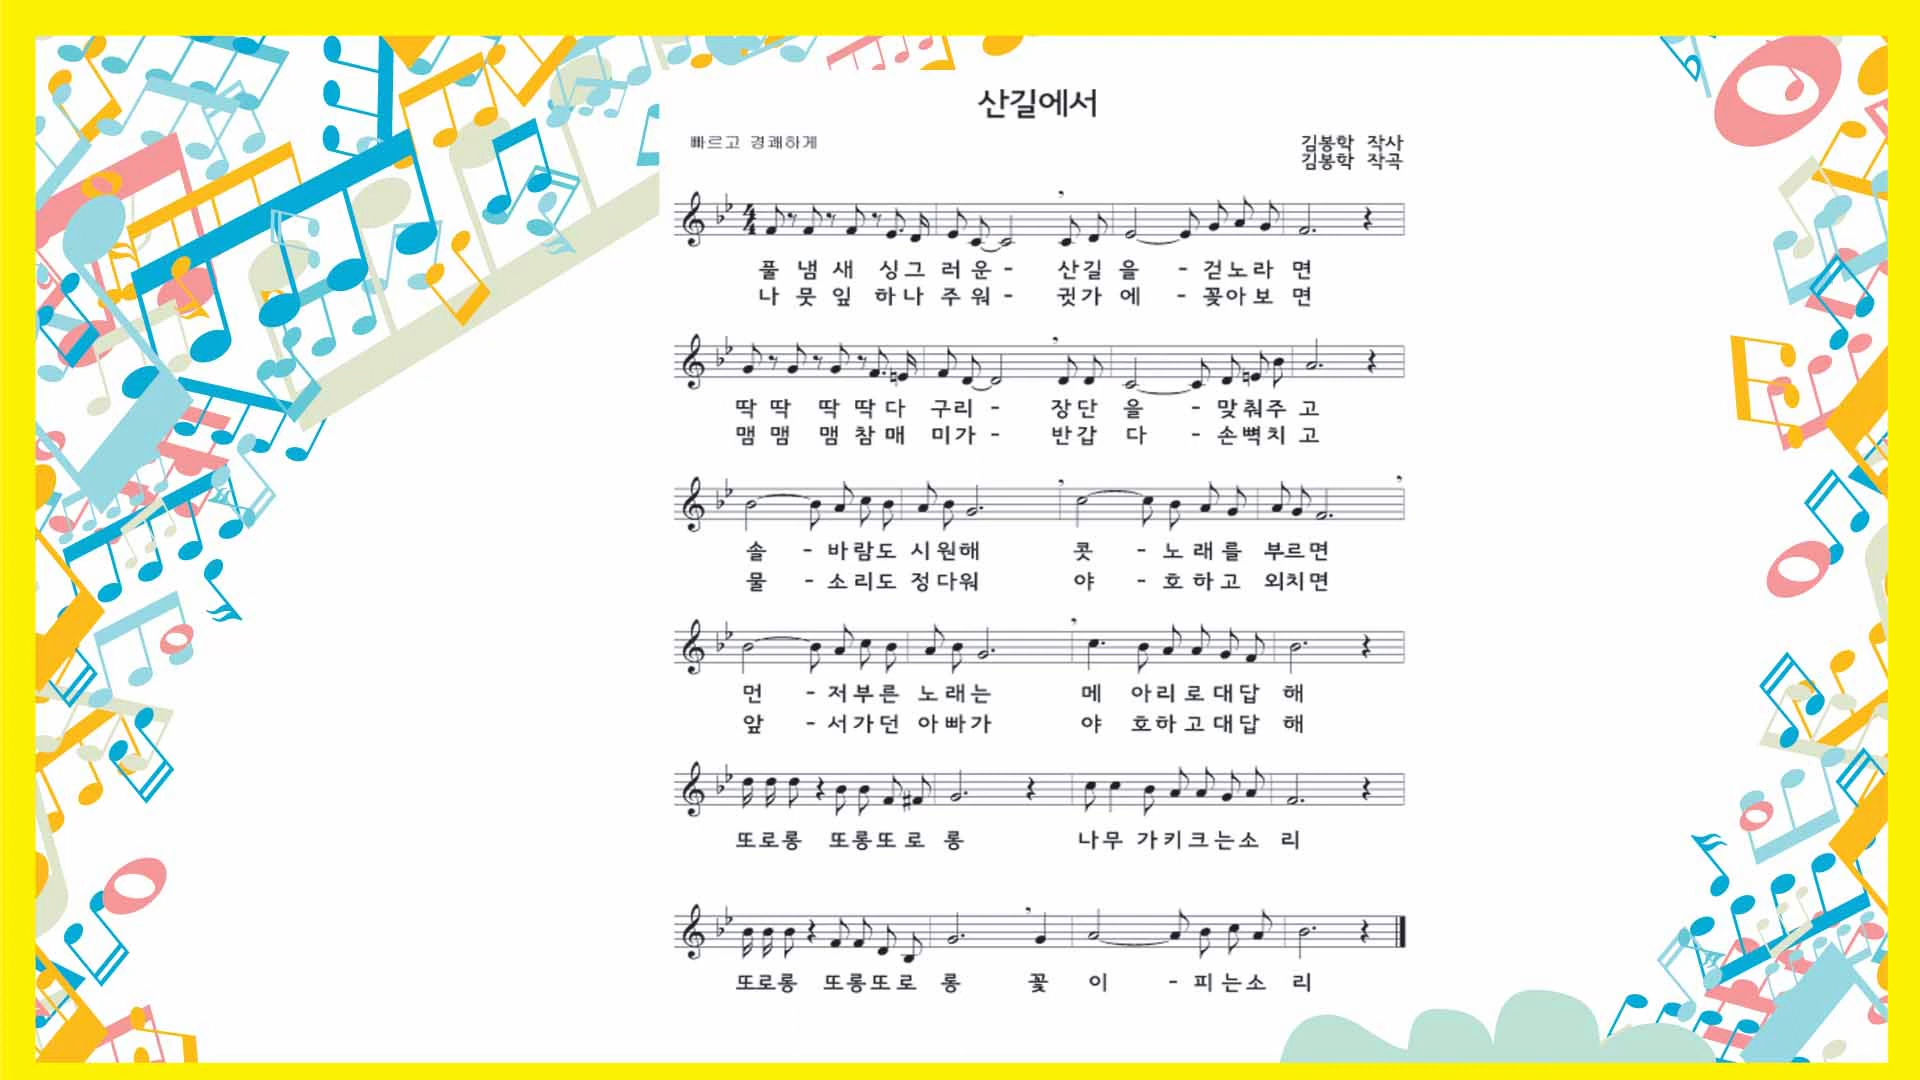 산길에서
빠르고 경쾌하게
김봉학 작사
김봉학 작곡
풀 냄 새 싱그 러 운 - 산길 을 - 걷노라 면
나 뭇 잎 하나 주 워 - 귓가 에 - 꽂아보 면
딱 딱 딱 딱다 구리 - 장단 을 - 맞춰주 고
맴 맴 맴 참매 미가 - 반갑 다 - 손뼉치 고
솔 - 바람도 시원해 콧 - 노래를 부르면
물 - 소리도 정다워 야 - 호하고 외치면
먼 - 저부른 노래는 메 아리로대답 해
앞 - 서가던 아빠가 야 호하고대답 해
또로롱 또롱또로 롱 나무 가키크는소 리
또로롱 또롱또로 롱 꽃 이 - 피는소 리